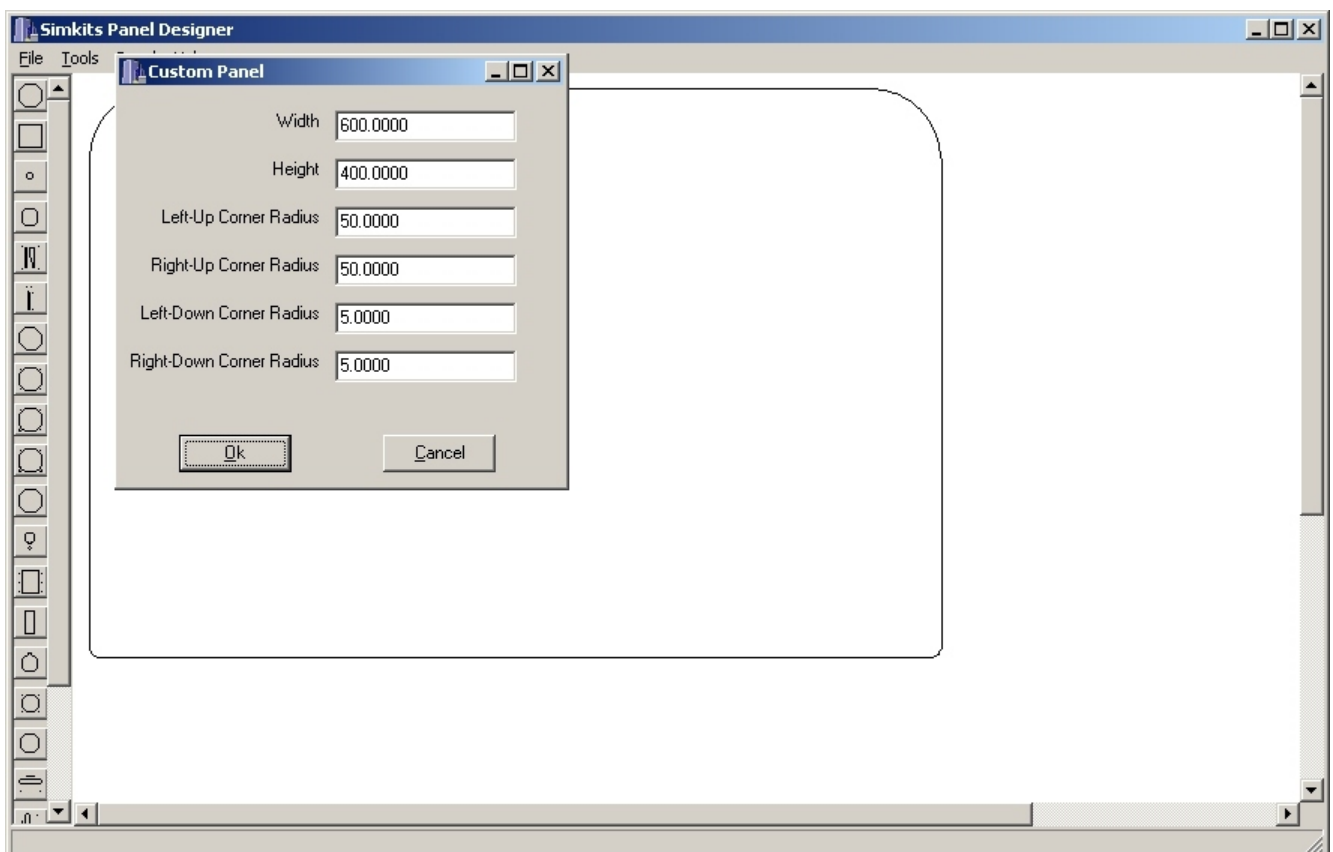 Simkits Panel Designer
File Tools
Custom Panel
Width 600.0000
Height 400.0000
Left-Up Corner Radius 50.0000
Right-Up Corner Radius 50.0000
Left-Down Corner Radius 5.0000
Right-Down Corner Radius 5.0000
Ok Cancel